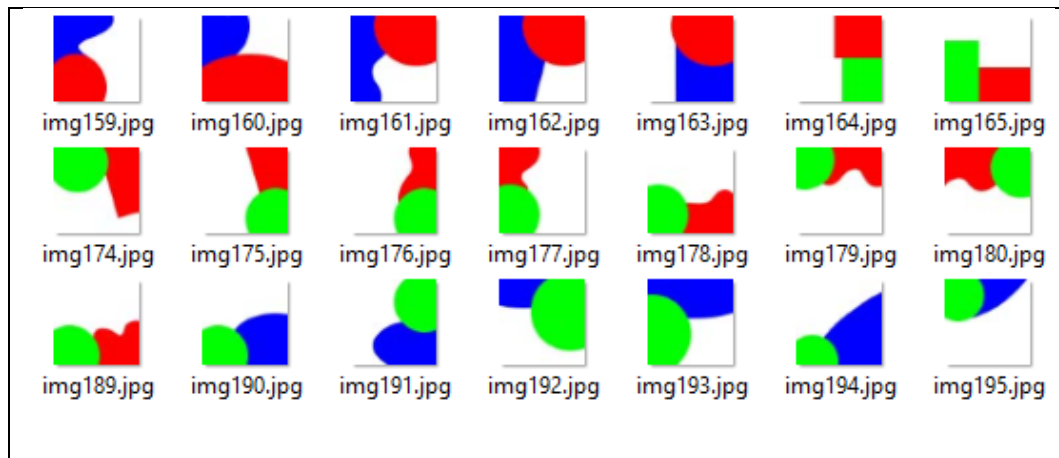 img159.jpg img160.jpg img161.jpg img162.jpg img163.jpg img164.jpg img165.jpg
img174.jpg img175.jpg img176.jpg img177.jpg img178.jpg img179.jpg img180.jpg
img189.jpg img190.jpg img191.jpg img192.jpg img193.jpg img194.jpg img195.jpg